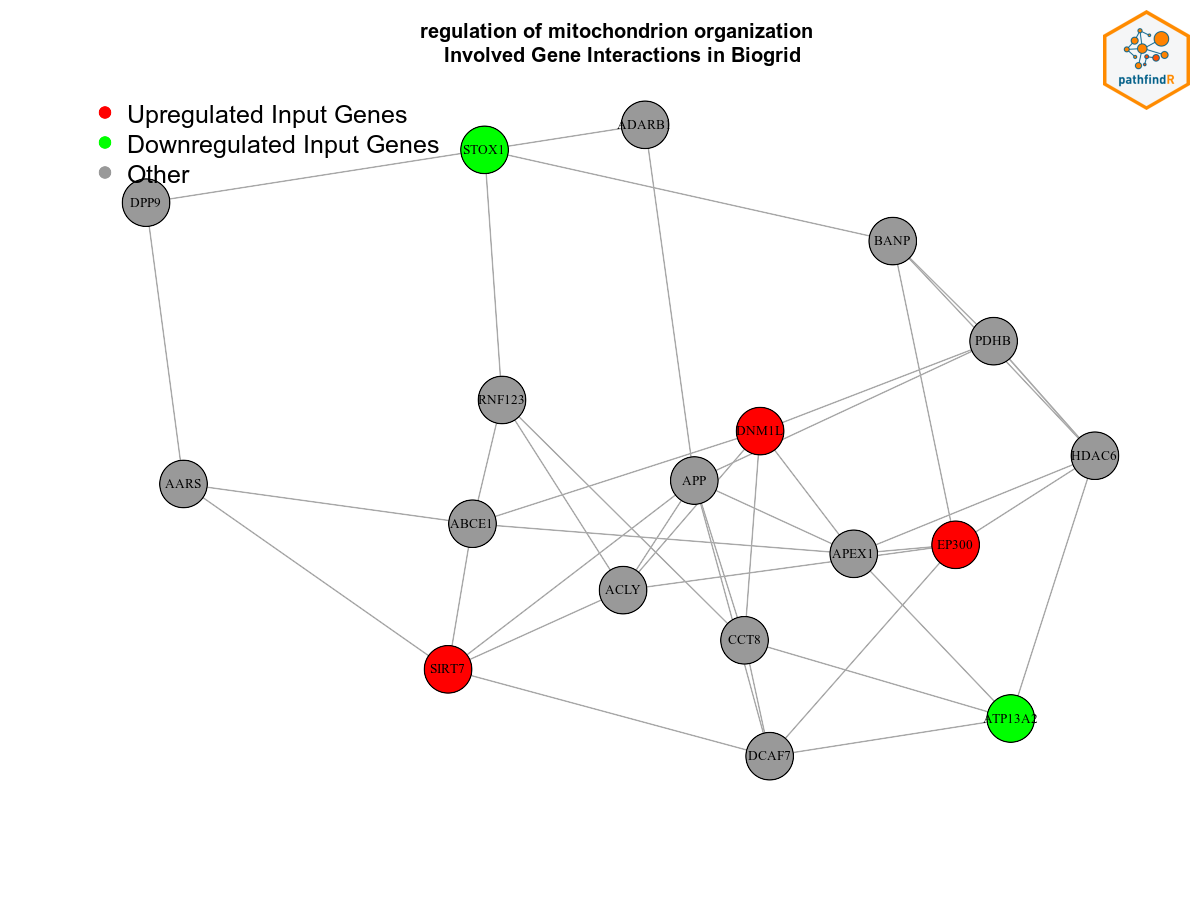 regulation of mitochondrion organization
Involved Gene Interactions in Biogrid
pathfindR
Upregulated Input Genes
Downregulated Input Genes
Other
ADARB1
STOX1
DPP9
BANP
PDHB
RNF123
DNM1L
HDAC6
APP
AARS
ABCE1
EP300
APEX1
ACLY
CCT8
SIRT7
ATP13A2
DCAF7